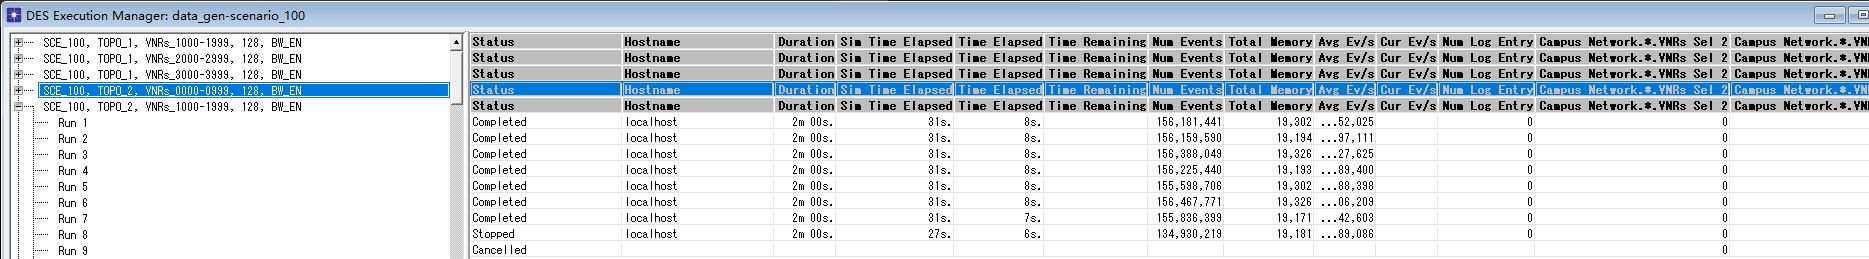 DES Execution Manager: data_gen-scenario_100
SCE_100, TOPO_1, VNRs_1000-1999, 128, BW_EN
SCE_100, TOPO_1, VNRs_2000-2999, 128, BW_EN
SCE_100, TOPO_1, VNRs_3000-3999, 128, BW_EN
SCE_100, TOPO_2, VNRs_0000-0999, 128, BW_EN
SCE_100, TOPO_2, VNRs_1000-1999, 128, BW_EN
Run 1
Run 2
Run 3
Run 4
Run 5
Run 6
Run 7
Run 8
Run 9
Status Hostname Duration Sim Time Elapsed Time Elapsed Time Remaining Num Events Total Memory Avg Ev/s Cur Ev/s Num Log Entry Campus Network.*.VNRs Sel 2 Campus Network.*.VNR
Status Hostname Duration Sim Time Elapsed Time Elapsed Time Remaining Num Events Total Memory Avg Ev/s Cur Ev/s Num Log Entry Campus Network.*.VNRs Sel 2 Campus Network.*.VNR
Status Hostname Duration Sim Time Elapsed Time Elapsed Time Remaining Num Events Total Memory Avg Ev/s Cur Ev/s Num Log Entry Campus Network.*.VNRs Sel 2 Campus Network.*.VNR
Status Hostname Duration Sim Time Elapsed Time Elapsed Time Remaining Num Events Total Memory Avg Ev/s Cur Ev/s Num Log Entry Campus Network.*.VNRs Sel 2 Campus Network.*.VNR
Status Hostname Duration Sim Time Elapsed Time Elapsed Time Remaining Num Events Total Memory Avg Ev/s Cur Ev/s Num Log Entry Campus Network.*.VNRs Sel 2 Campus Network.*.VNR
Completed localhost 2m 00s. 31s. 8s. 156,181,441 19,302 ...52,025 0 0
Completed localhost 2m 00s. 31s. 8s. 156,159,590 19,194 ...97,111 0 0
Completed localhost 2m 00s. 31s. 8s. 156,388,049 19,326 ...27,625 0 0
Completed localhost 2m 00s. 31s. 8s. 156,225,440 19,193 ...89,400 0 0
Completed localhost 2m 00s. 31s. 8s. 155,598,706 19,302 ...88,398 0 0
Completed localhost 2m 00s. 31s. 8s. 156,467,771 19,326 ...06,209 0 0
Completed localhost 2m 00s. 31s. 7s. 155,836,399 19,171 ...42,603 0 0
Stopped localhost 2m 00s. 27s. 6s. 134,930,219 19,181 ...89,086 0 0
Cancelled 0